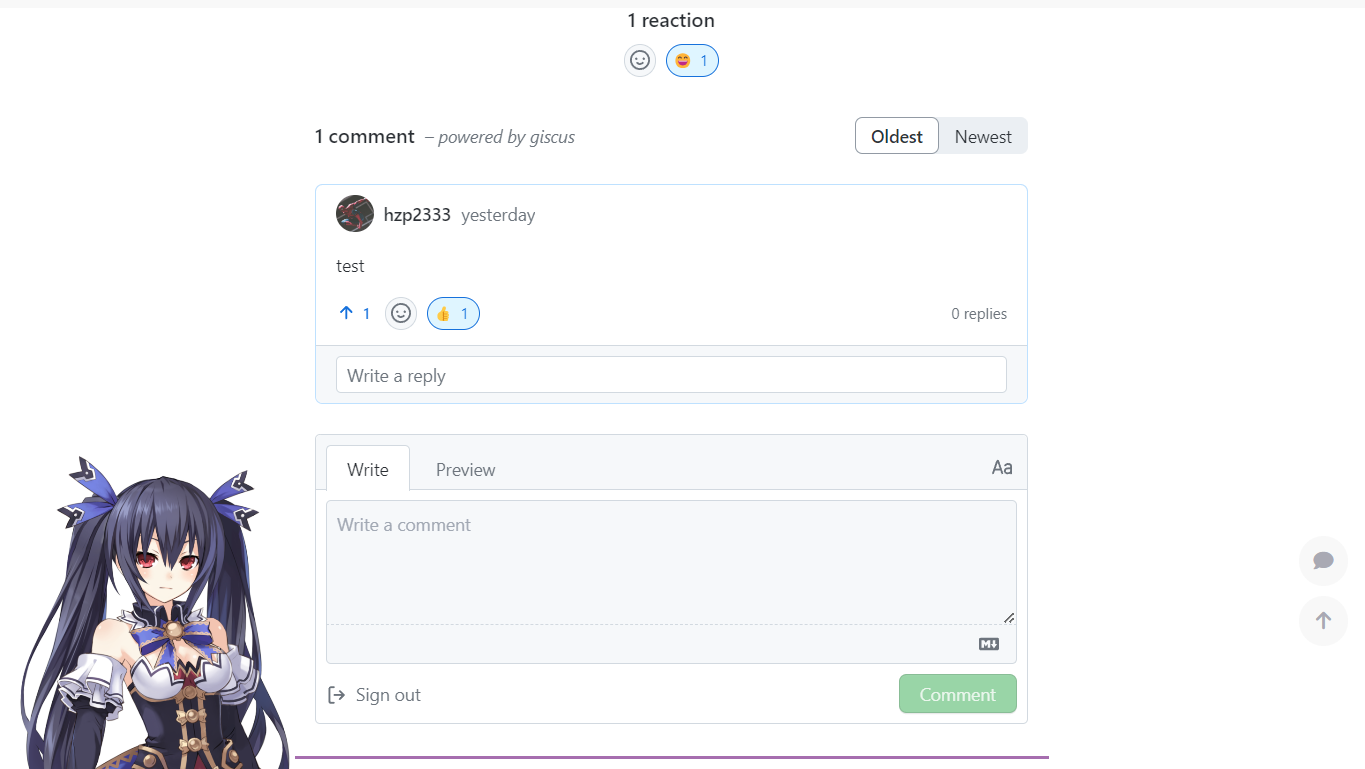 1 reaction
1
1 comment – powered by giscus
Oldest Newest
hzp2333 yesterday
test
1 1 0 replies
Write a reply
Write Preview Aa
Write a comment
M
Sign out Comment